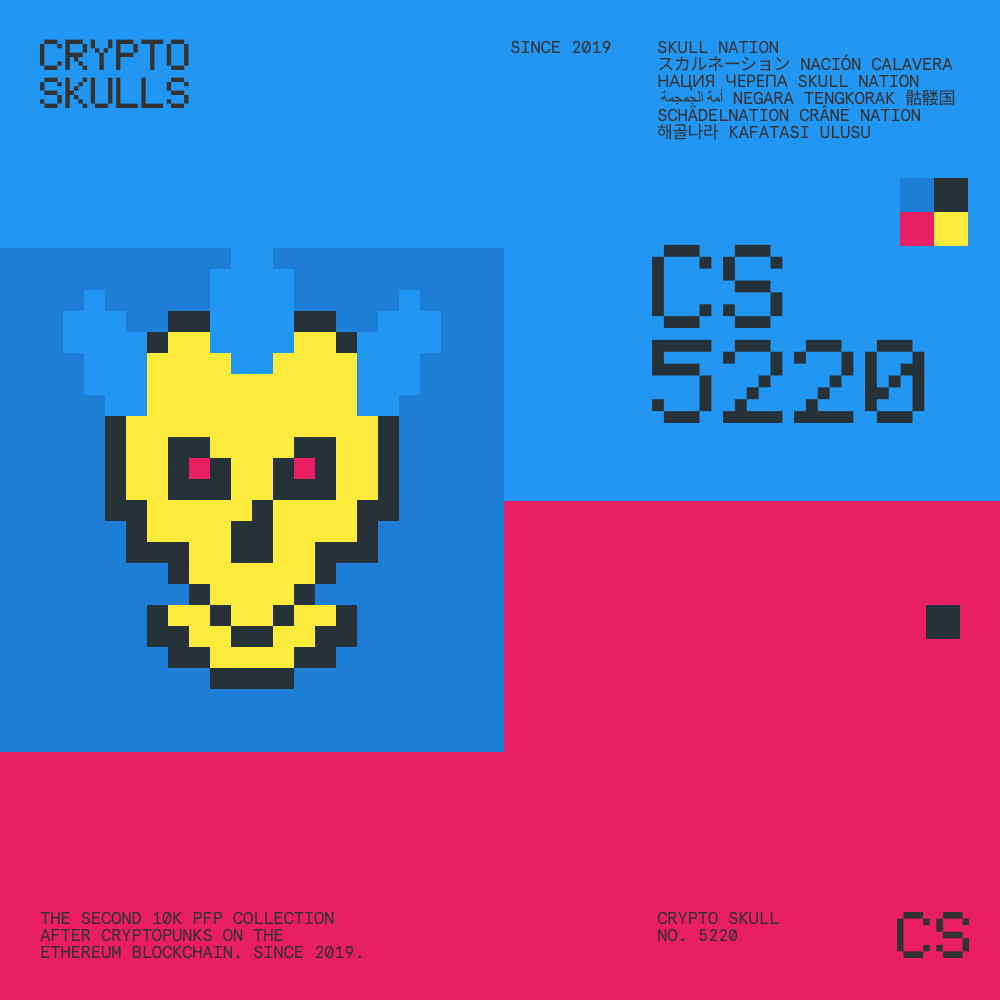 CRYPTO
SKULLS
SINCE 2019
SKULL NATION
スカルネーション NACIÓN CALAVERA
НАЦИЯ ЧЕРЕПА SKULL NATION
أمة الجمجمة NEGARA TENGKORAK 骷髅国
SCHÄDELNATION CRÂNE NATION
해골나라 KAFATASI ULUSU
CS
5220
THE SECOND 10K PFP COLLECTION
AFTER CRYPTOPUNKS ON THE
ETHEREUM BLOCKCHAIN. SINCE 2019.
CRYPTO SKULL
NO. 5220
CS